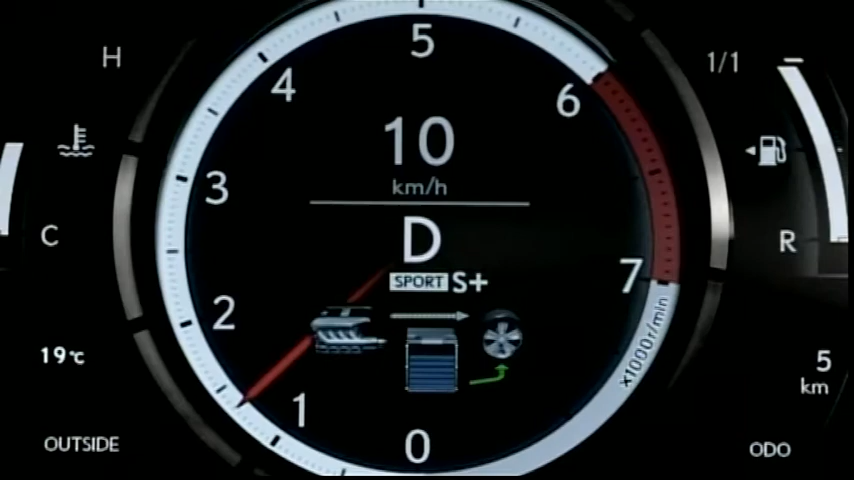 5
H
1/1
4
6
10
km/h
3
C
R
D
7
SPORT S+
2
19°c
x1000r/min
5
km
1
0
OUTSIDE
ODO